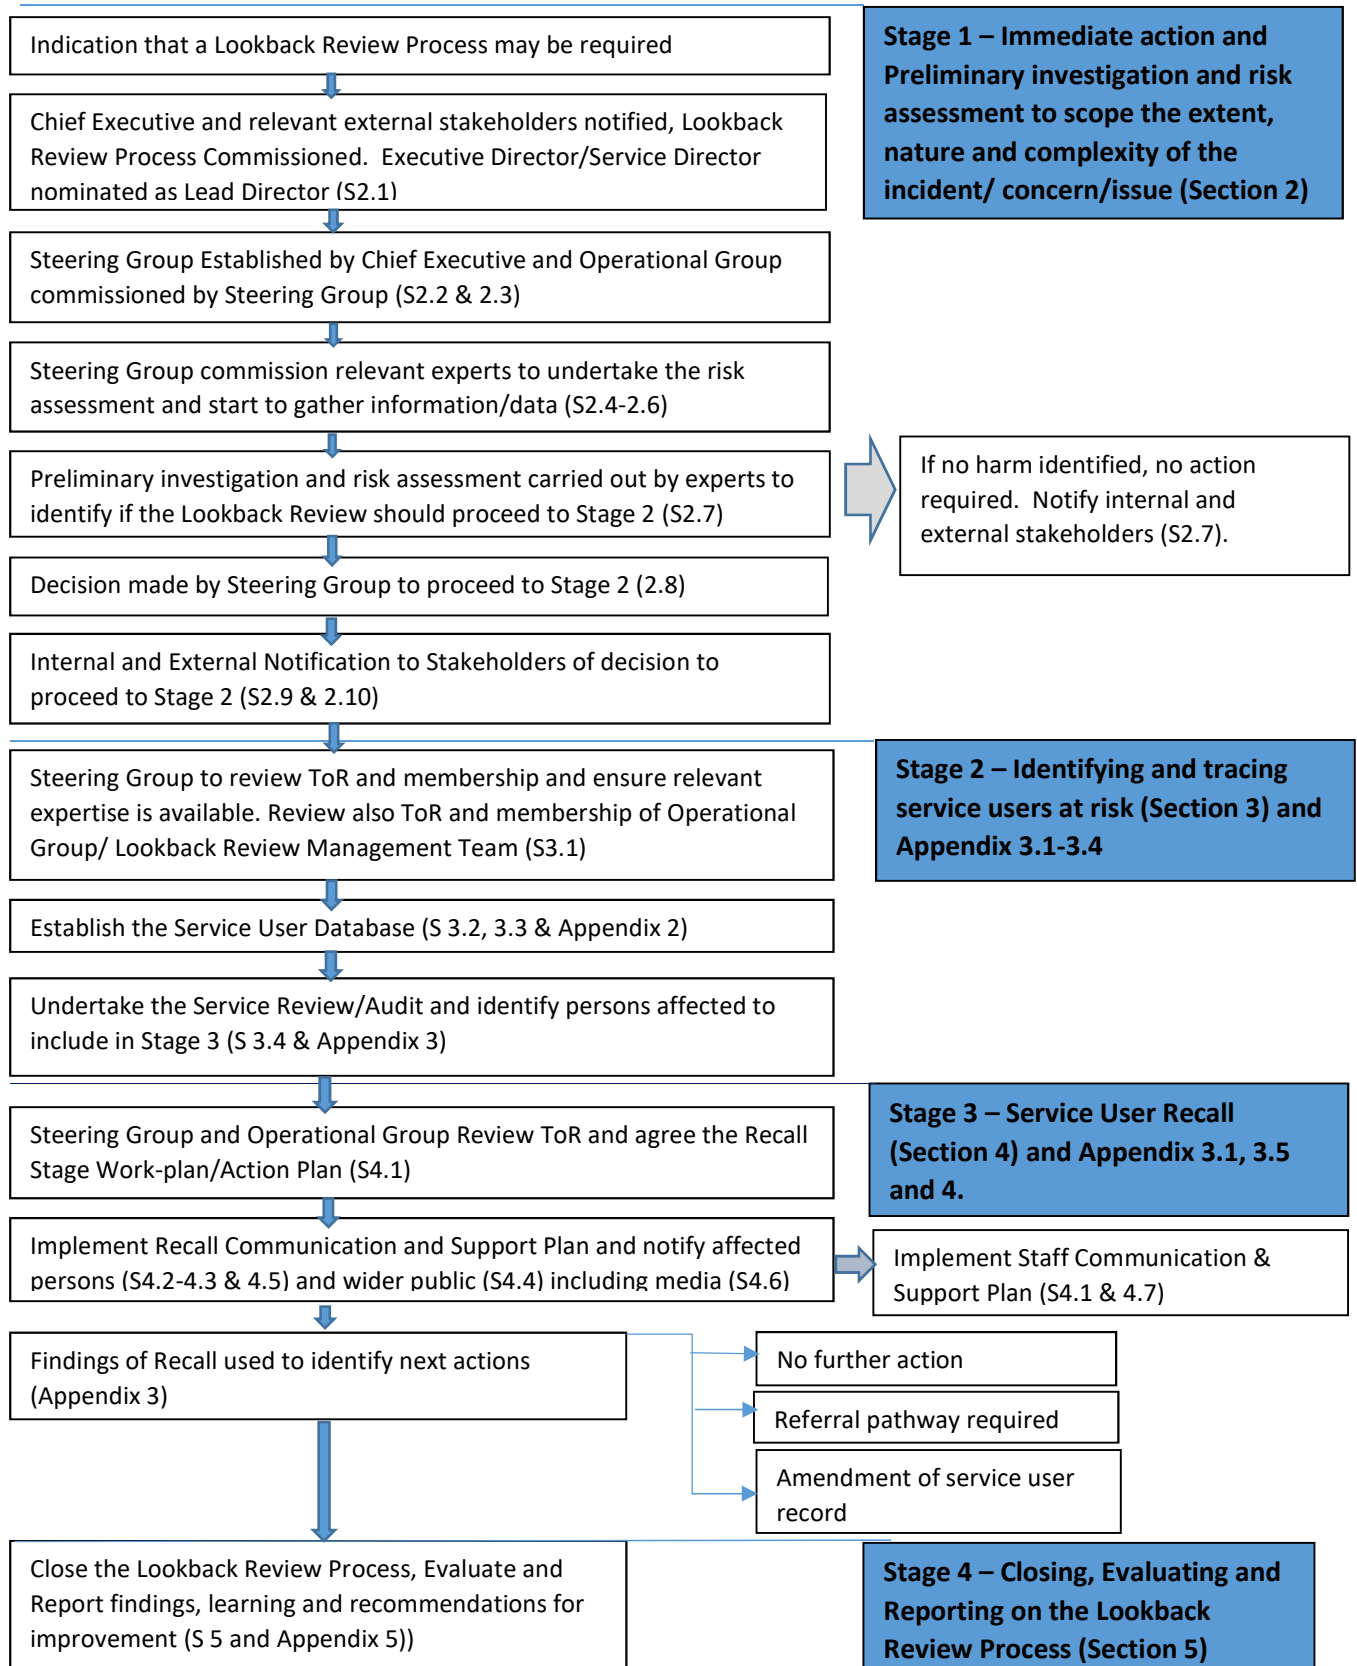 Indication that a Lookback Review Process may be required
Stage 1 – Immediate action and
Preliminary investigation and risk
assessment to scope the extent,
nature and complexity of the
incident/ concern/issue (Section 2)
Chief Executive and relevant external stakeholders notified, Lookback
Review Process Commissioned.  Executive Director/Service Director
nominated as Lead Director (S2.1)
Steering Group Established by Chief Executive and Operational Group
commissioned by Steering Group (S2.2 & 2.3)
Steering Group commission relevant experts to undertake the risk
assessment and start to gather information/data (S2.4-2.6)
Preliminary investigation and risk assessment carried out by experts to
identify if the Lookback Review should proceed to Stage 2 (S2.7)
If no harm identified, no action
required.  Notify internal and
external stakeholders (S2.7).
Decision made by Steering Group to proceed to Stage 2 (2.8)
Internal and External Notification to Stakeholders of decision to
proceed to Stage 2 (S2.9 & 2.10)
Stage 2 – Identifying and tracing
service users at risk (Section 3) and
Appendix 3.1-3.4
Steering Group to review ToR and membership and ensure relevant
expertise is available. Review also ToR and membership of Operational
Group/ Lookback Review Management Team (S3.1)
Establish the Service User Database (S 3.2, 3.3 & Appendix 2)
Undertake the Service Review/Audit and identify persons affected to
include in Stage 3 (S 3.4 & Appendix 3)
Stage 3 – Service User Recall
(Section 4) and Appendix 3.1, 3.5
and 4.
Steering Group and Operational Group Review ToR and agree the Recall
Stage Work-plan/Action Plan (S4.1)
Implement Recall Communication and Support Plan and notify affected
persons (S4.2-4.3 & 4.5) and wider public (S4.4) including media (S4.6)
Implement Staff Communication &
Support Plan (S4.1 & 4.7)
Findings of Recall used to identify next actions
(Appendix 3)
No further action
Referral pathway required
Amendment of service user
record
Close the Lookback Review Process, Evaluate and
Report findings, learning and recommendations for
improvement (S 5 and Appendix 5))
Stage 4 – Closing, Evaluating and
Reporting on the Lookback
Review Process (Section 5)